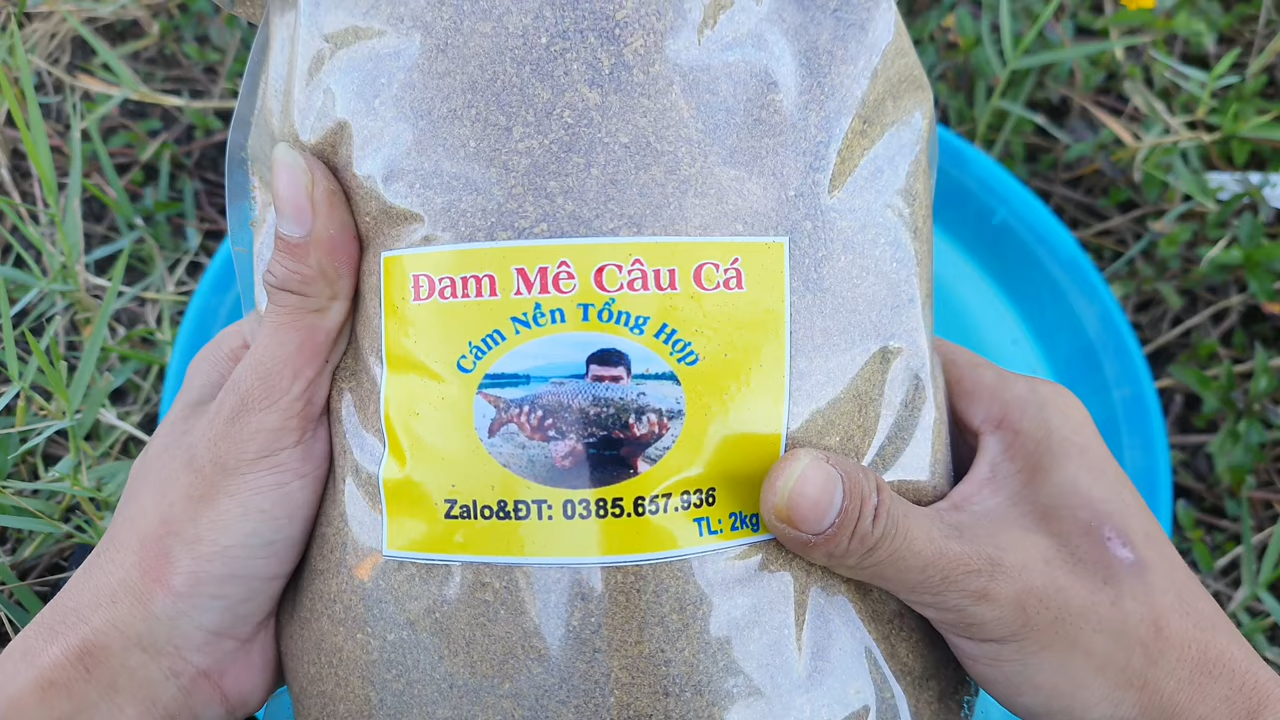 Đam Mê Câu Cá
Cám Nền Tổng Hợp
Zalo&ĐT: 0385.657.936
TL: 2kg